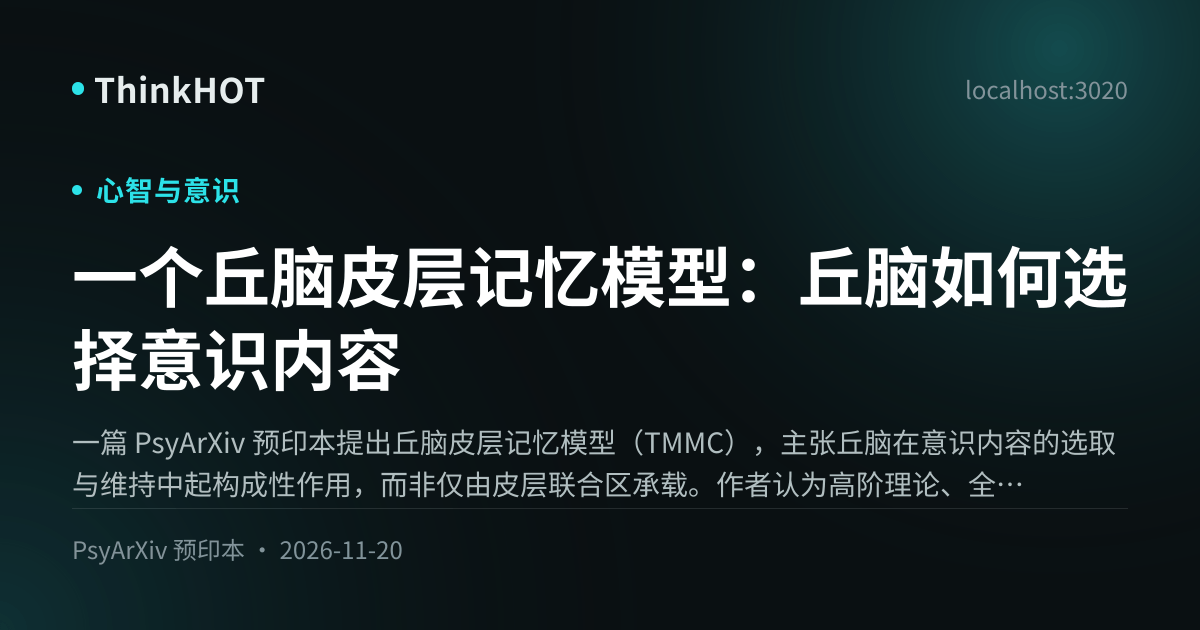 ThinkHOT
localhost:3020
心智与意识
一个丘脑皮层记忆模型：丘脑如何选
择意识内容
一篇 PsyArXiv 预印本提出丘脑皮层记忆模型（TMMC），主张丘脑在意识内容的选取
与维持中起构成性作用，而非仅由皮层联合区承载。作者认为高阶理论、全…
PsyArXiv 预印本 · 2026-11-20